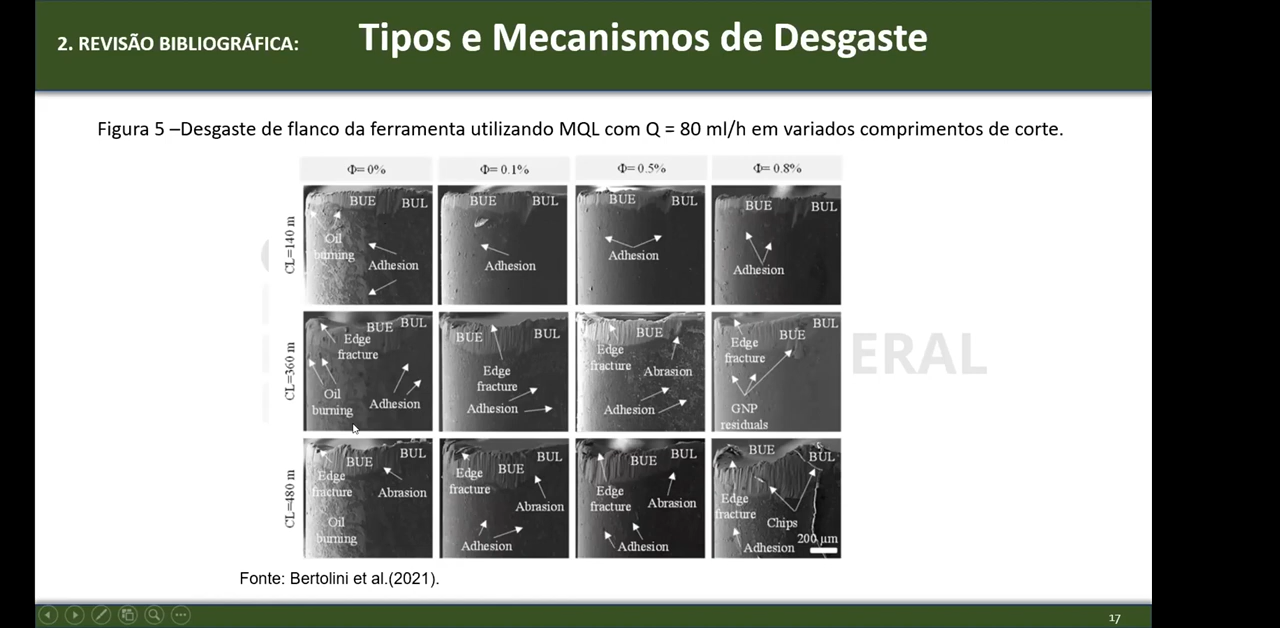 2. REVISÃO BIBLIOGRÁFICA: Tipos e Mecanismos de Desgaste
Figura 5 –Desgaste de flanco da ferramenta utilizando MQL com Q = 80 ml/h em variados comprimentos de corte.
Φ= 0% Φ= 0.1% Φ= 0.5% Φ= 0.8%
CL=140 m
BUE BUL
Oil
burning
Adhesion
BUE BUL
Adhesion
BUE BUL
Adhesion
BUE BUL
Adhesion
CL=360 m
BUE BUL
Edge
fracture
Oil
burning
Adhesion
BUE BUL
Edge
fracture
Adhesion
BUE
Edge
fracture
Abrasion
Adhesion
BUL
BUE
Edge
fracture
GNP
residuals
ERAL
CL=480 m
BUL
BUE
Edge
fracture
Abrasion
Oil
burning
BUL
BUE
Edge
fracture
Abrasion
Adhesion
BUE BUL
Edge
fracture
Abrasion
Adhesion
BUE BUL
Edge
fracture
Chips
200 μm
Adhesion
Fonte: Bertolini et al.(2021).
17